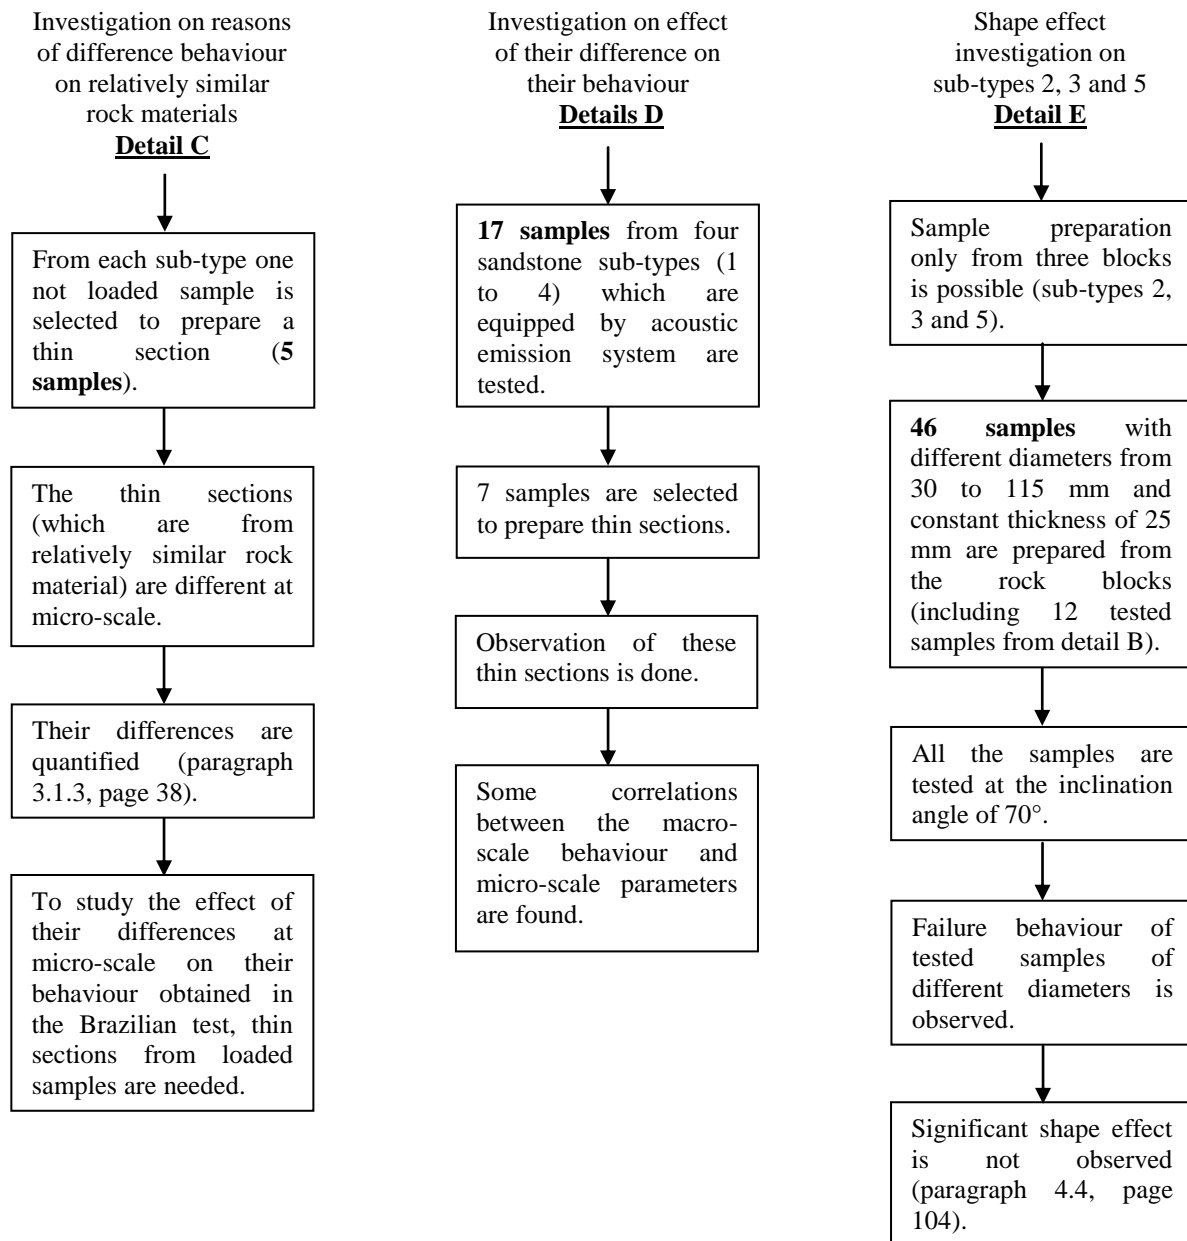 Investigation on reasons
of difference behaviour
on relatively similar
rock materials
Detail C
From each sub-type one
not loaded sample is
selected to prepare a
thin section (5
samples).
The thin sections
(which are from
relatively similar rock
material) are different at
micro-scale.
Their differences are
quantified (paragraph
3.1.3, page 38).
To study the effect of
their differences at
micro-scale on their
behaviour obtained in
the Brazilian test, thin
sections from loaded
samples are needed.
Investigation on effect
of their difference on
their behaviour
Details D
17 samples from four
sandstone sub-types (1
to 4) which are
equipped by acoustic
emission system are
tested.
7 samples are selected
to prepare thin sections.
Observation of these
thin sections is done.
Some correlations
between the macro-
scale behaviour and
micro-scale parameters
are found.
Shape effect
investigation on
sub-types 2, 3 and 5
Detail E
Sample preparation
only from three blocks
is possible (sub-types 2,
3 and 5).
46 samples with
different diameters from
30 to 115 mm and
constant thickness of 25
mm are prepared from
the rock blocks
(including 12 tested
samples from detail B).
All the samples are
tested at the inclination
angle of 70°.
Failure behaviour of
tested samples of
different diameters is
observed.
Significant shape effect
is not observed
(paragraph 4.4, page
104).